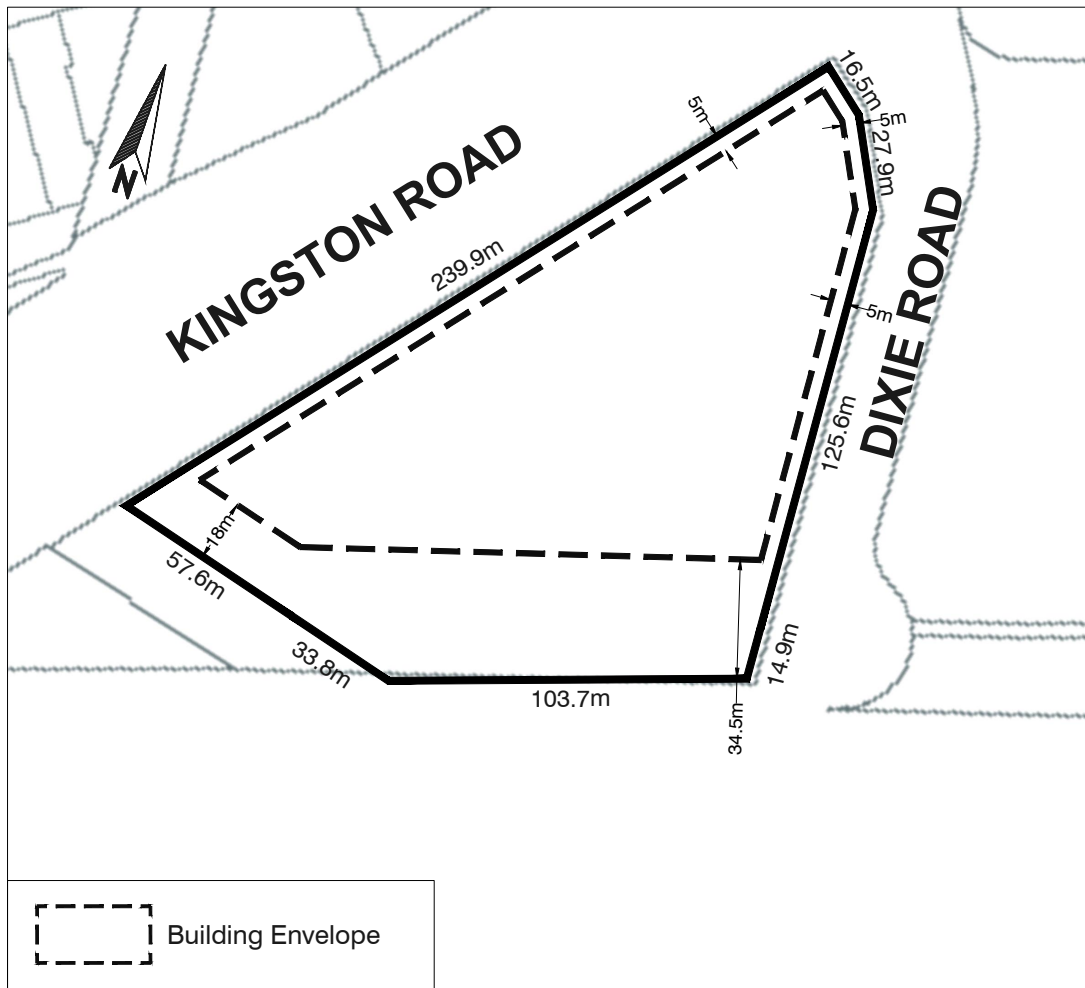 N
KINGSTON ROAD
239.9m
5m
16.5m
5m
27.9m
5m
DIXIE ROAD
125.6m
14.9m
18m
57.6m
33.8m
103.7m
34.5m
Building Envelope